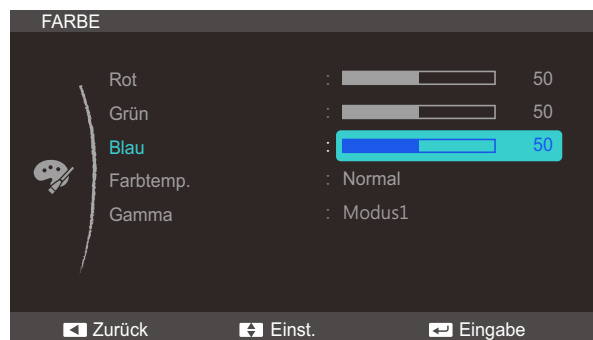 FARBE
Rot : 50
Grün : 50
Blau : 50
Farbtemp. : Normal
Gamma : Modus1
Zurück Einst. Eingabe